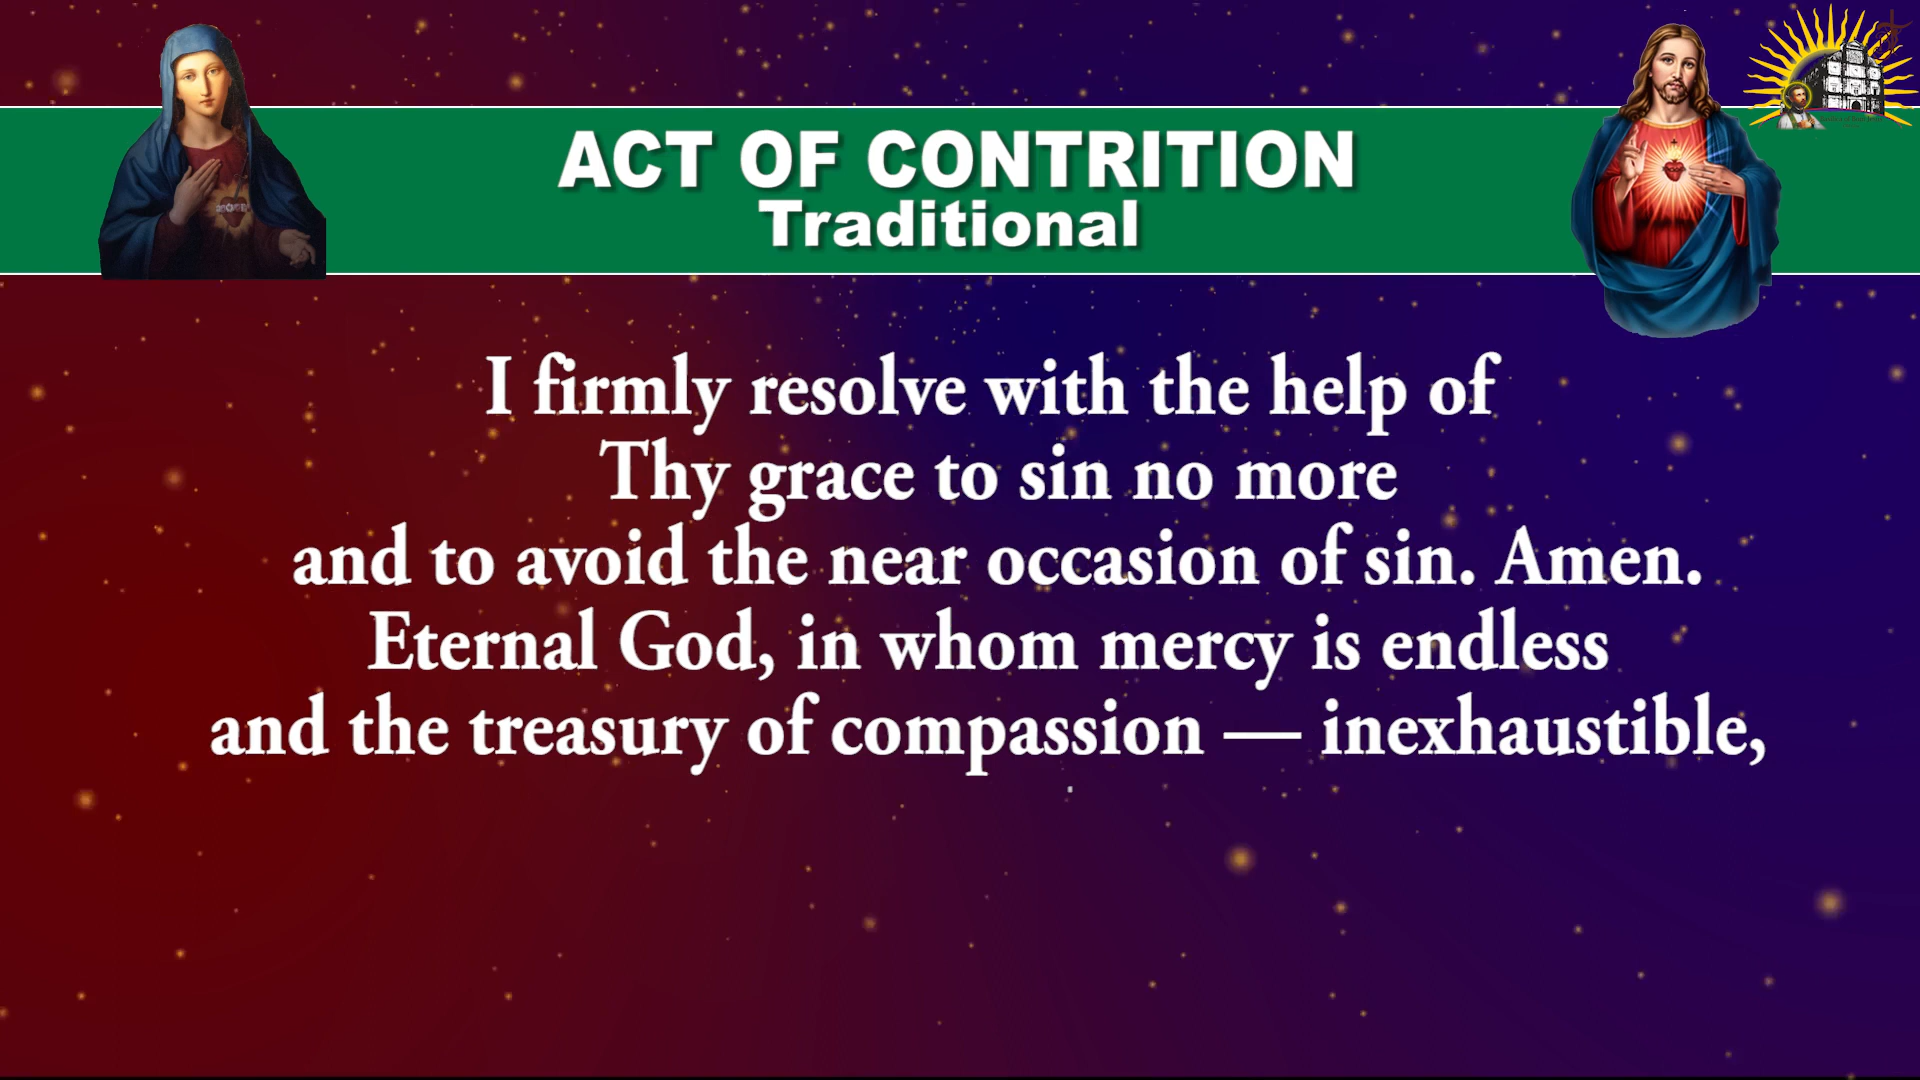 ACT OF CONTRITION
Traditional
I firmly resolve with the help of
Thy grace to sin no more
and to avoid the near occasion of sin. Amen.
Eternal God, in whom mercy is endless
and the treasury of compassion — inexhaustible,